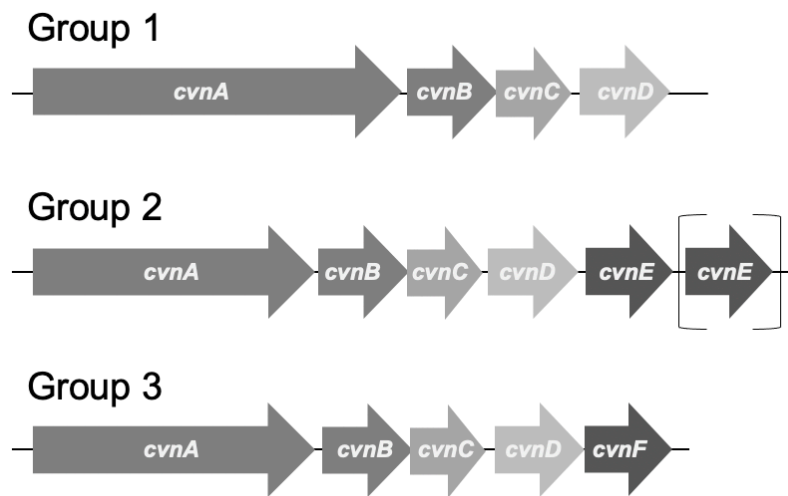 Group 1
cvnA cvnB cvnC cvnD
Group 2
cvnA cvnB cvnC cvnD cvnE cvnE
Group 3
cvnA cvnB cvnC cvnD cvnF